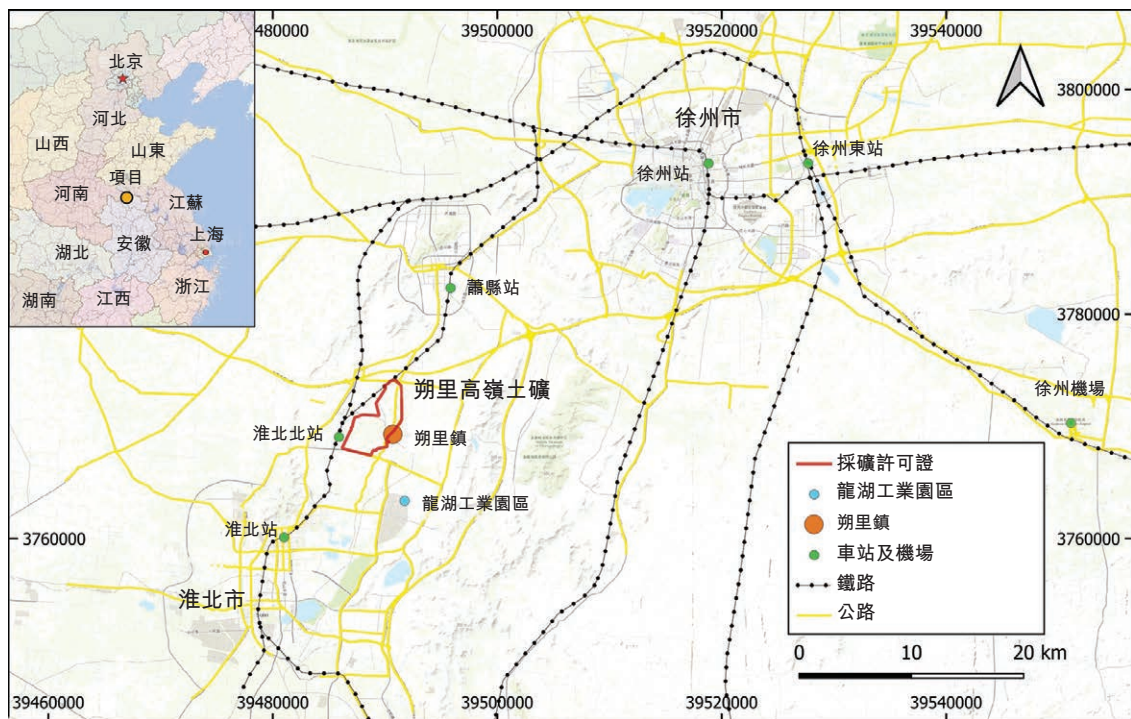 480000
39500000
39520000
39540000
北京
河北
山西
山東
項目
河南
江蘇
上海
安徽
湖北
浙江
江西
湖南
3800000
徐州市
徐州東站
徐州站
蕭縣站
3780000
徐州機場
朔里高嶺土礦
淮北北站
朔里鎮
龍湖工業園區
淮北站
3760000
3760000
淮北市
採礦許可證
龍湖工業園區
朔里鎮
車站及機場
鐵路
公路
0
10
20 km
39460000
39480000
39500000
39520000
39540000